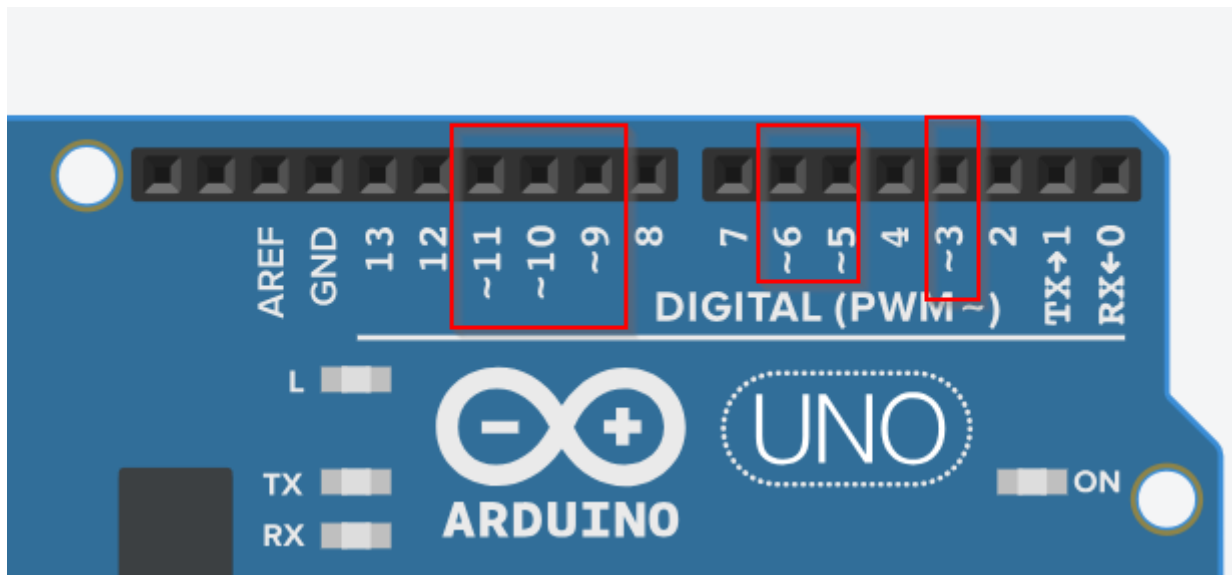 AREF
GND
13
12
~11
~10
~9
8
7
~6
~5
4
~3
2
TX→1
RX←0
DIGITAL (PWM~)
L
UNO
TX
ON
RX
ARDUINO